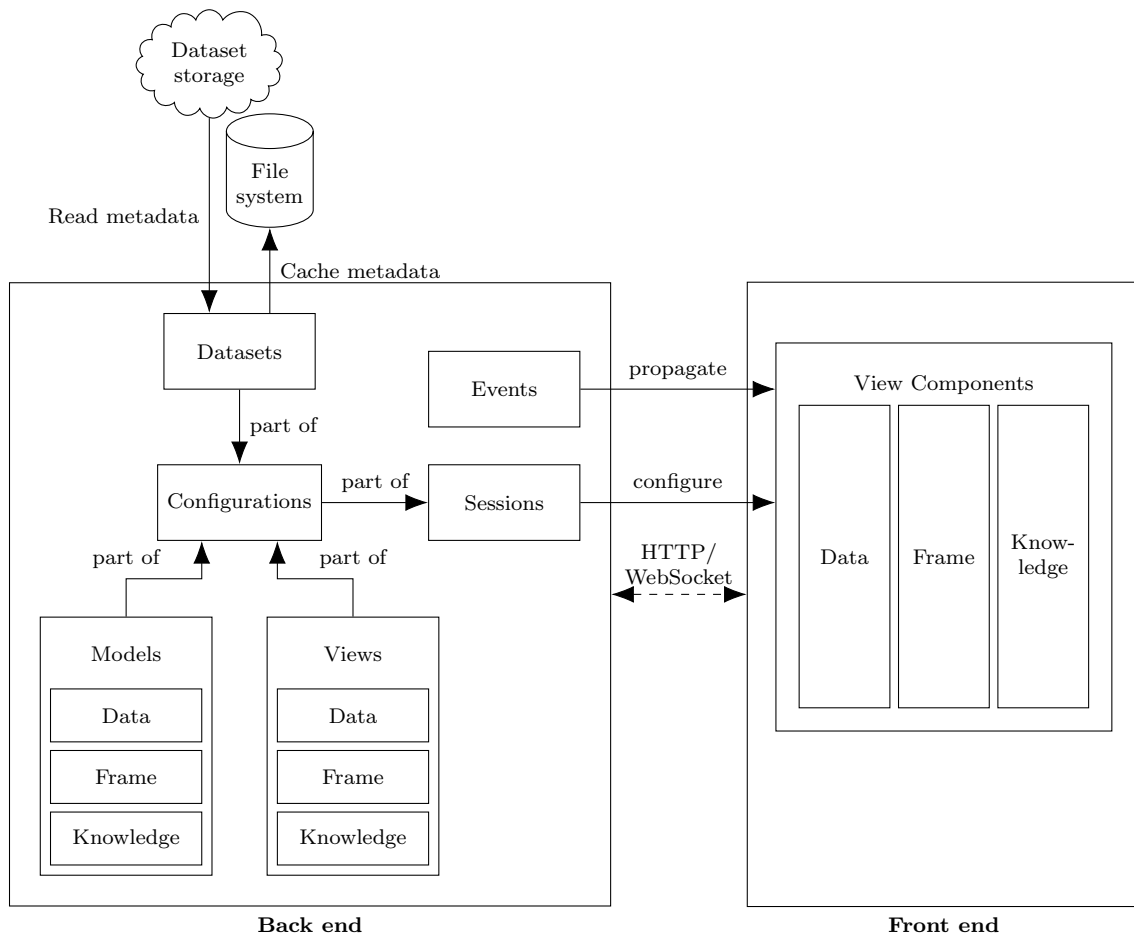 Dataset
storage
File
system
Read metadata
Cache metadata
Datasets
Events
propagate
View Components
part of
Configurations
part of
Sessions
configure
Data
Frame
Know-
ledge
part of
part of
HTTP/
WebSocket
Models
Data
Frame
Knowledge
Views
Data
Frame
Knowledge
Back end
Front end